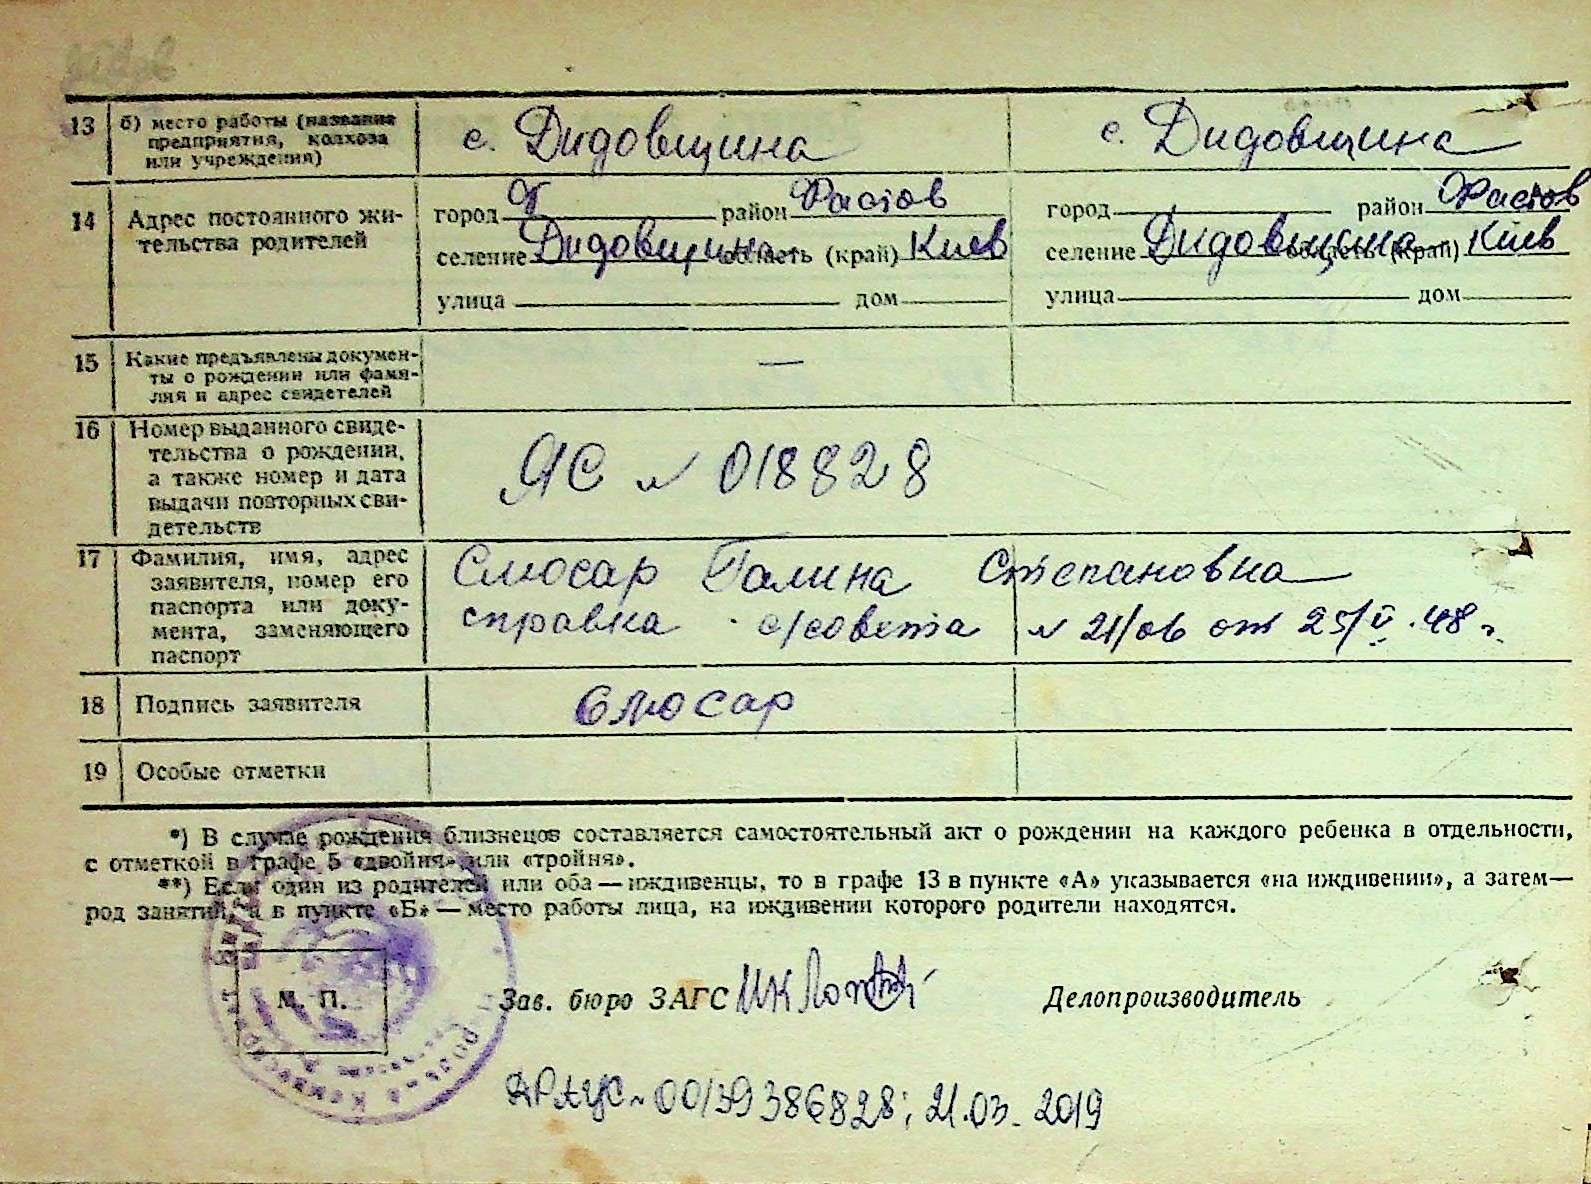 13 б) место работы (название предприятия, колхоза или учреждения) с. Дидовщина с. Дидовщина
14 Адрес постоянного жительства родителей
город район Фастов город район Фастов
селение Дидовщина область (край) Киев селение Дидовщина область (край) Киев
улица дом улица дом
15 Какие предъявлены документы о рождении или фамилия и адрес свидетелей —
16 Номер выданного свидетельства о рождении, а также номер и дата выдачи повторных свидетельств ЯС № 018828
17 Фамилия, имя, адрес заявителя, номер его паспорта или документа, заменяющего паспорт
Слюсар Галина Степановна
справка с/совета № 21/06 от 25/V.48 г.
18 Подпись заявителя Слюсар
19 Особые отметки
*) В случае рождения близнецов составляется самостоятельный акт о рождении на каждого ребенка в отдельности,
с отметкой в графе 5 «двойня» или «тройня».
**) Если один из родителей или оба — иждивенцы, то в графе 13 в пункте «А» указывается «на иждивении», а затем—
род занятий, а в пункте «Б» — место работы лица, на иждивении которого родители находятся.
М. П. Зав. бюро ЗАГС Делопроизводитель
ДРАЦС № 00139386828; 21.03.2019